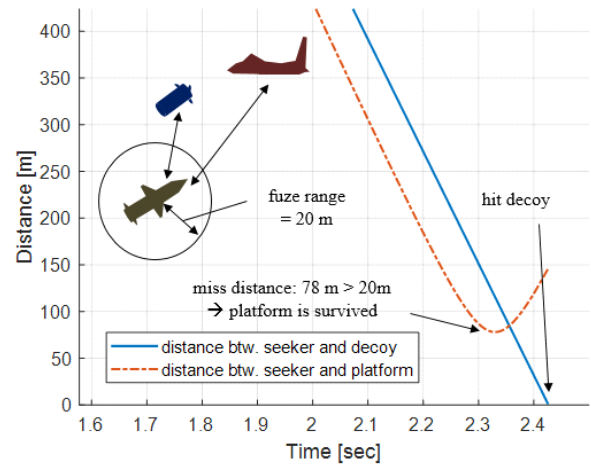 400
350
300
250
200
150
100
50
0
Distance [m]
fuze range
= 20 m
hit decoy
miss distance: 78 m > 20m
→ platform is survived
distance btw. seeker and decoy
distance btw. seeker and platform
1.6 1.7 1.8 1.9 2 2.1 2.2 2.3 2.4
Time [sec]